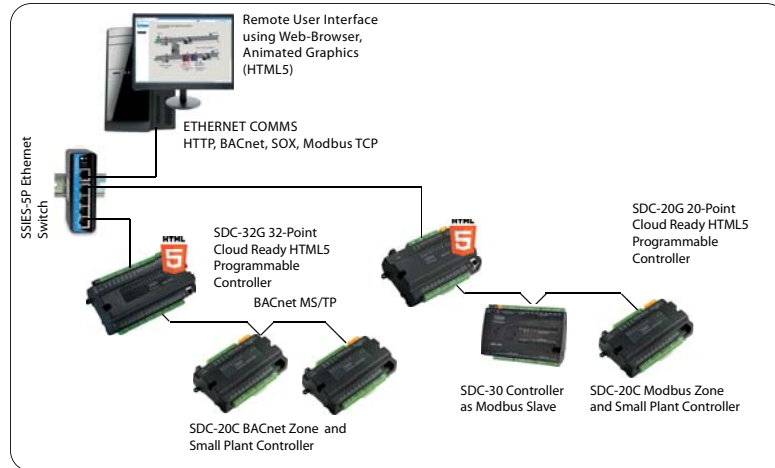 Remote User Interface
using Web-Browser,
Animated Graphics
(HTML5)
ETHERNET COMMS
HTTP, BACnet, SOX, Modbus TCP
SSIES-5P Ethernet
Switch
HTML
5
SDC-32G 32-Point
Cloud Ready HTML5
Programmable
Controller
HTML
5
SDC-20G 20-Point
Cloud Ready HTML5
Programmable
Controller
BACnet MS/TP
SDC-20C BACnet Zone and
Small Plant Controller
SDC-30 Controller
as Modbus Slave
SDC-20C Modbus Zone
and Small Plant Controller